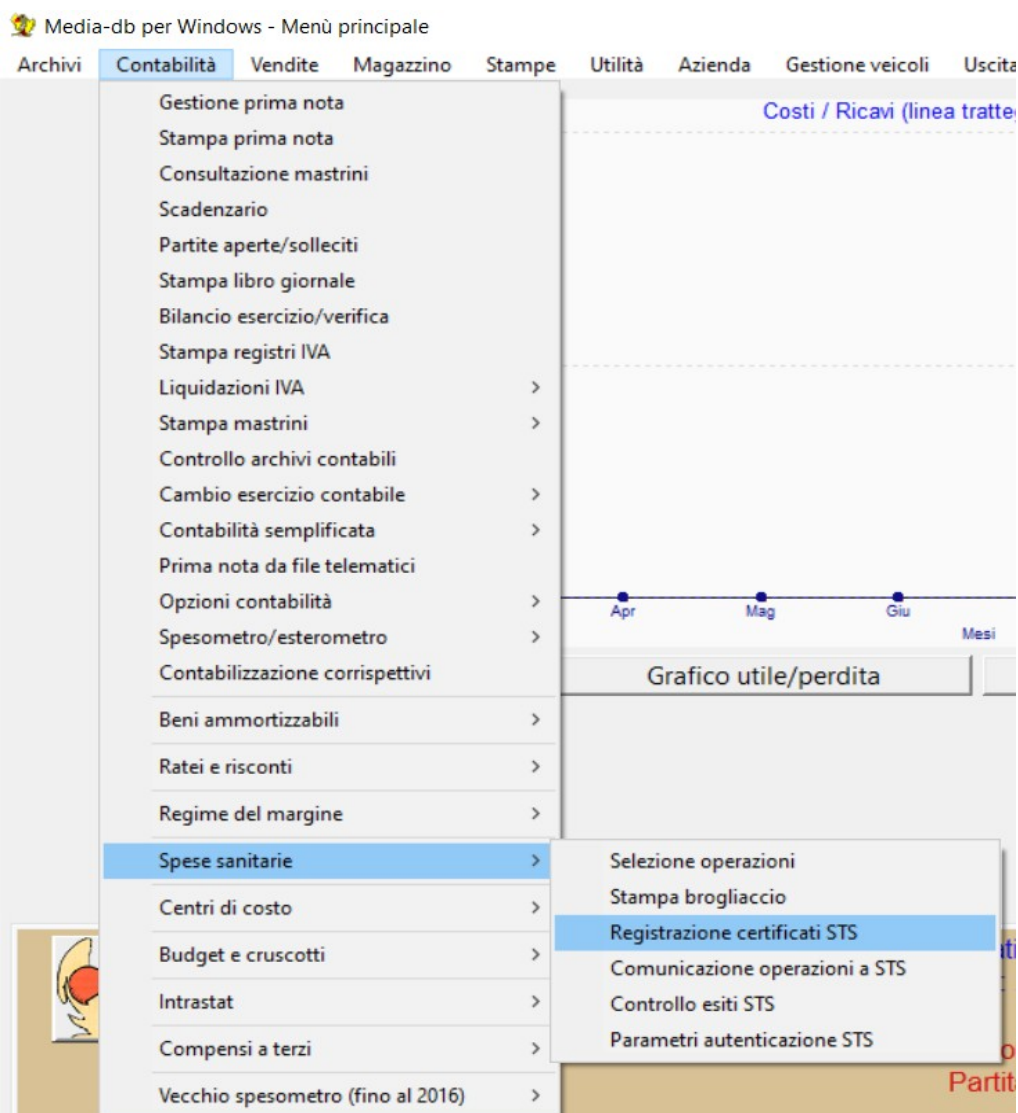 Media-db per Windows - Menù principale
Archivi Contabilità Vendite Magazzino Stampe Utilità Azienda Gestione veicoli Uscita
Costi / Ricavi (linea
Gestione prima nota
Stampa prima nota
Consultazione mastrini
Scadenzario
Partite aperte/solleciti
Stampa libro giornale
Bilancio esercizio/verifica
Stampa registri IVA
Liquidazioni IVA
Stampa mastrini
Controllo archivi contabili
Cambio esercizio contabile
Contabilità semplificata
Prima nota da file telematici
Opzioni contabilità
Spesometro/esterometro
Contabilizzazione corrispettivi
Beni ammortizzabili
Ratei e risconti
Regime del margine
Spese sanitarie
Centri di costo
Budget e cruscotti
Intrastat
Compensi a terzi
Vecchio spesometro (fino al 2016)
Apr Mag Giu
Mesi
Grafico utile/perdita
Selezione operazioni
Stampa brogliaccio
Registrazione certificati STS
Comunicazione operazioni a STS
Controllo esiti STS
Parametri autenticazione STS